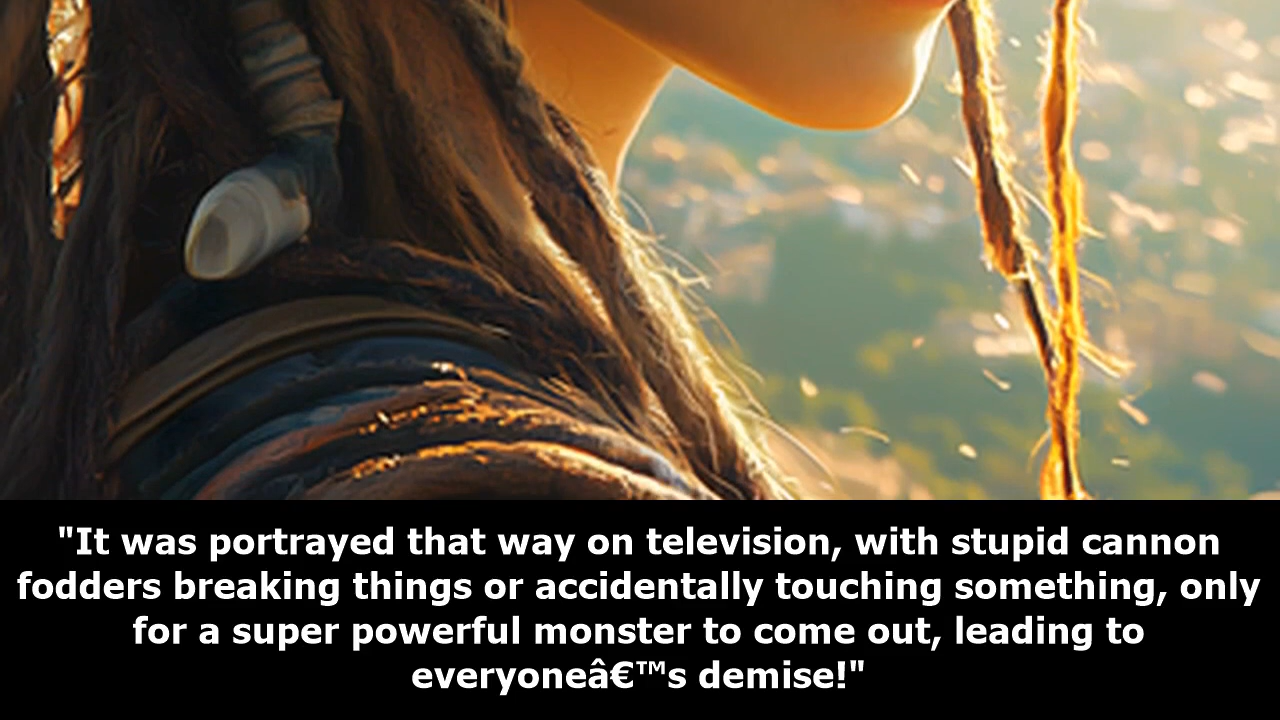 "It was portrayed that way on television, with stupid cannon
fodders breaking things or accidentally touching something, only
for a super powerful monster to come out, leading to
everyoneâ€™s demise!"